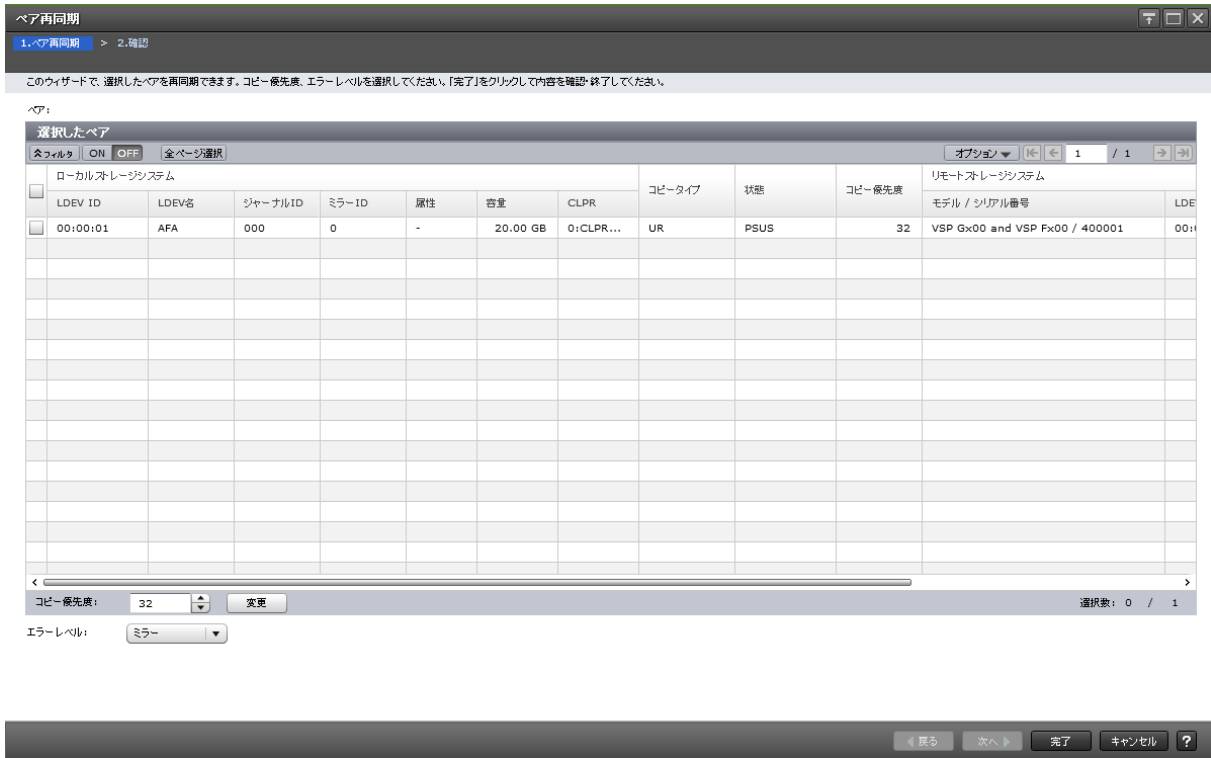 ペア再同期
1.ペア再同期 > 2.確認
このウィザードで、選択したペアを再同期できます。コピー優先度、エラーレベルを選択してください。「完了」をクリックして内容を確認・終了してください。
ペア:
選択したペア
フィルタ ON OFF 全ページ選択 オプション 1 / 1
ローカルストレージシステム コピータイプ 状態 コピー優先度 リモートストレージシステム
LDEV ID LDEV名 ジャーナルID ミラーID 属性 容量 CLPR モデル / シリアル番号
00:00:01 AFA 000 0 - 20.00 GB 0:CLPR... UR PSUS 32 VSP Gx00 and VSP Fx00 / 400001
コピー優先度: 32 変更 選択数: 0 / 1
エラーレベル: ミラー
戻る 次へ 完了 キャンセル ?